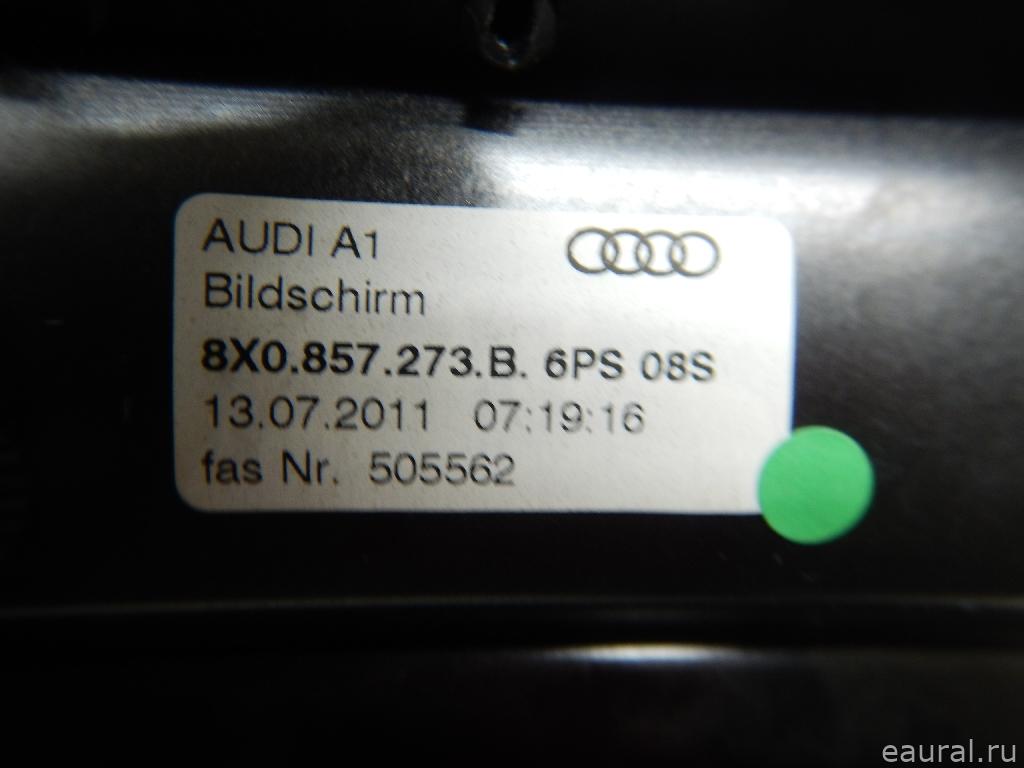 AUDI A1
Bildschirm
8X0.857.273.B. 6PS 08S
13.07.2011 07:19:16
fas Nr. 505562
eaural.ru